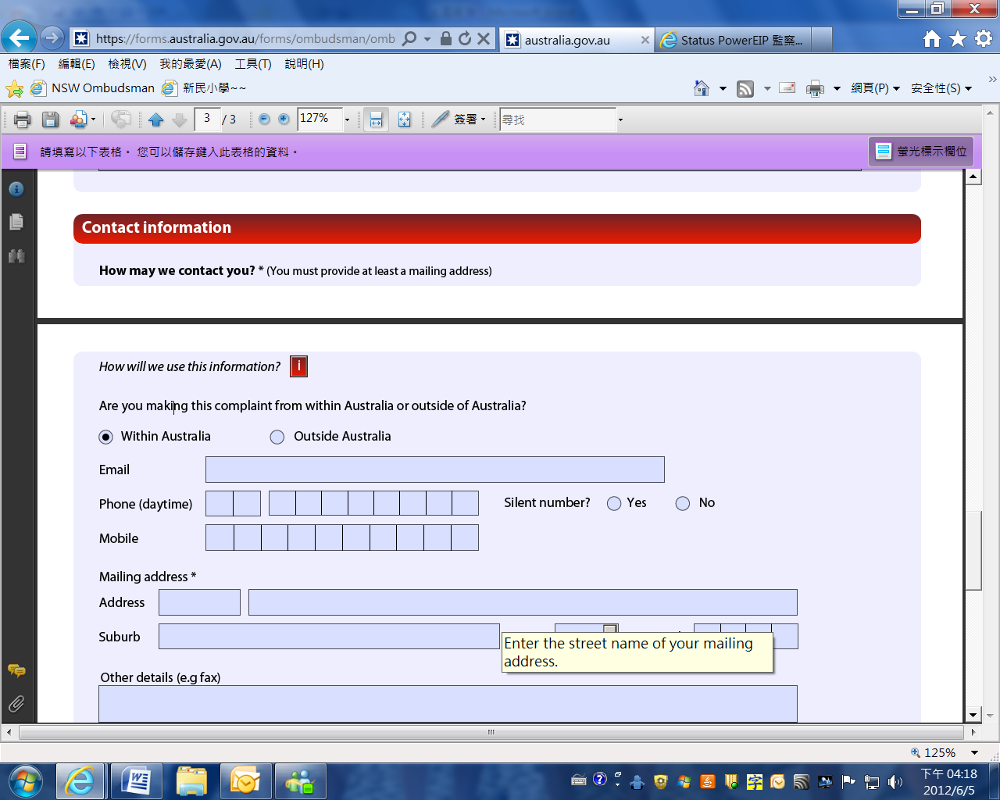 https://forms.australia.gov.au/forms/ombudsman/omb
australia.gov.au
Status PowerEIP 監察...
檔案(F) 編輯(E) 檢視(V) 我的最愛(A) 工具(T) 說明(H)
NSW Ombudsman 新民小學~~
網頁(P) 安全性(S)
3 / 3 127% 簽署 尋找
請填寫以下表格。 您可以儲存鍵入此表格的資料。
螢光標示欄位
Contact information
How may we contact you? * (You must provide at least a mailing address)
How will we use this information? i
Are you making this complaint from within Australia or outside of Australia?
Within Australia Outside Australia
Email
Phone (daytime) Silent number? Yes No
Mobile
Mailing address *
Address
Suburb
Enter the street name of your mailing
address.
Other details (e.g fax)
125%
字
下午 04:18
2012/6/5